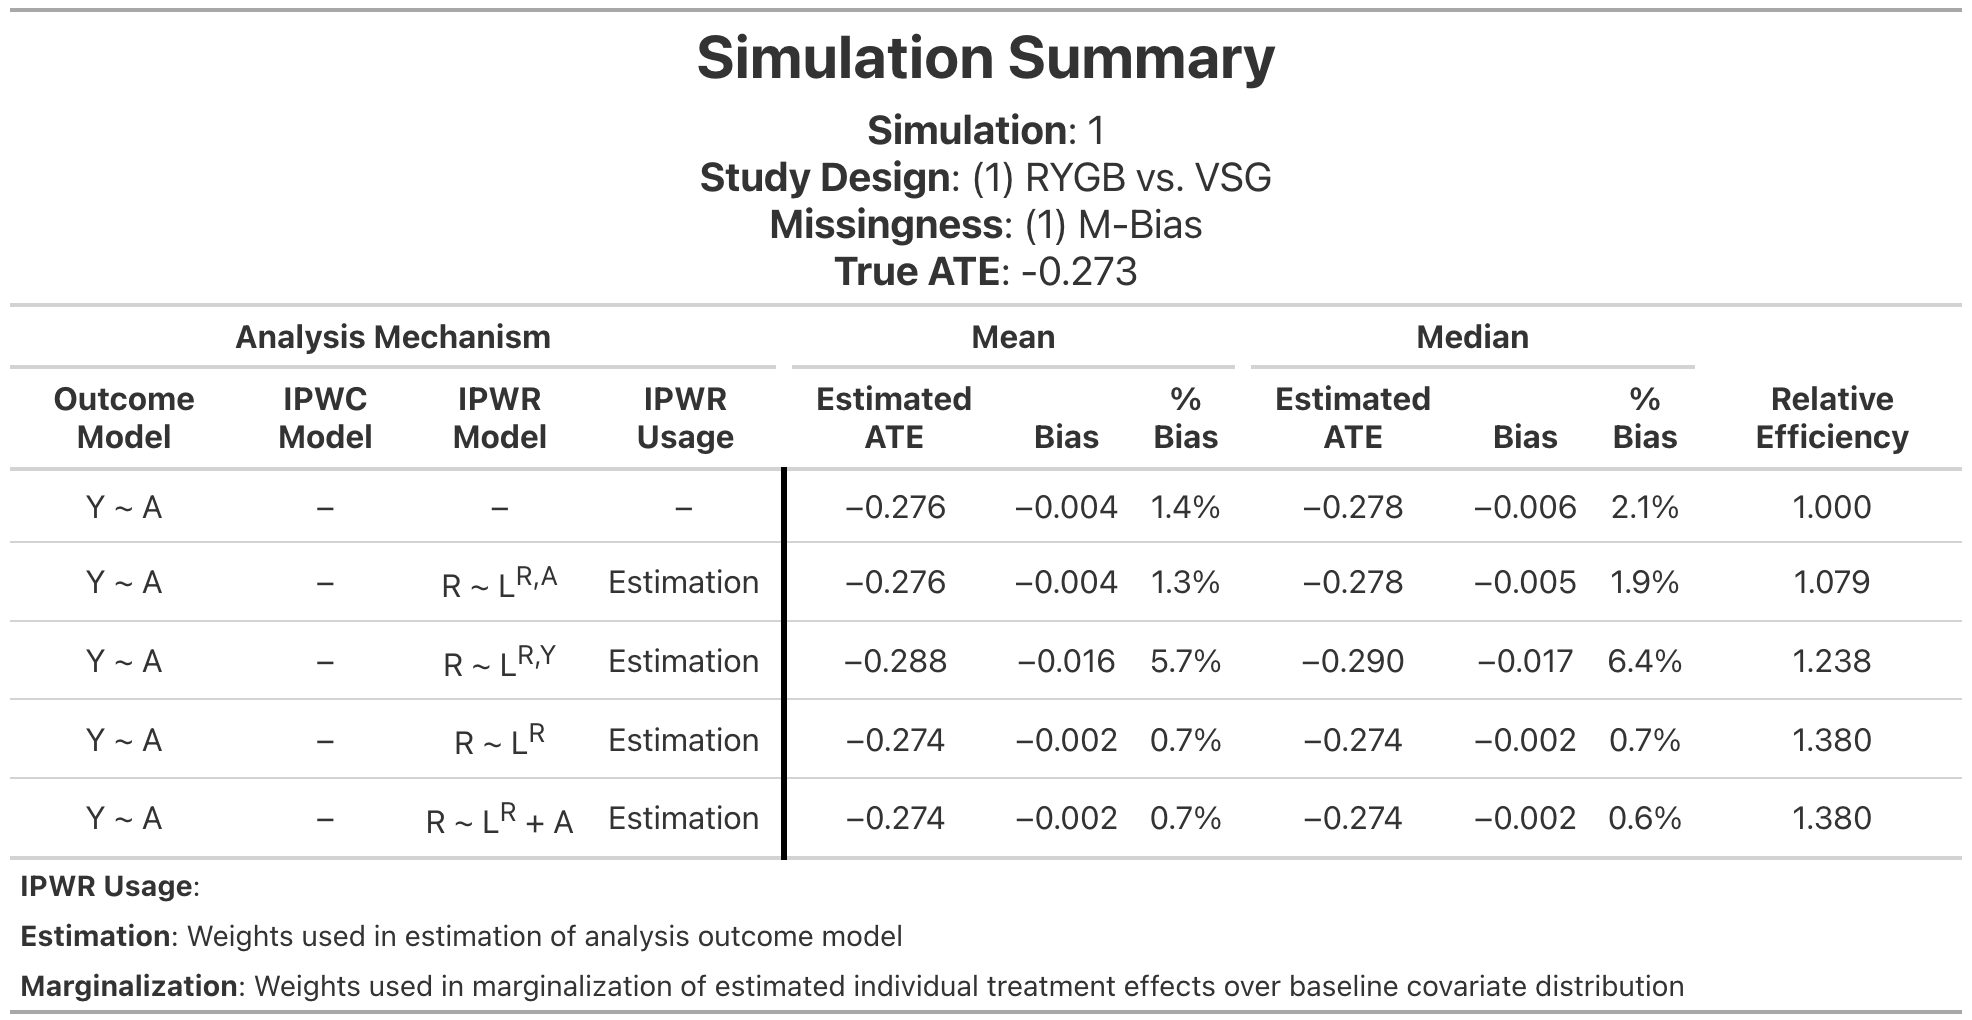 Simulation Summary
Simulation: 1
Study Design: (1) RYGB vs. VSG
Missingness: (1) M-Bias
True ATE: -0.273
Analysis Mechanism Mean Median
Outcome Model IPWC Model IPWR Model IPWR Usage Estimated ATE Bias % Bias Estimated ATE Bias % Bias Relative Efficiency
Y ~ A – – – −0.276 −0.004 1.4% −0.278 −0.006 2.1% 1.000
Y ~ A – R ~ L^R,A Estimation −0.276 −0.004 1.3% −0.278 −0.005 1.9% 1.079
Y ~ A – R ~ L^R,Y Estimation −0.288 −0.016 5.7% −0.290 −0.017 6.4% 1.238
Y ~ A – R ~ L^R Estimation −0.274 −0.002 0.7% −0.274 −0.002 0.7% 1.380
Y ~ A – R ~ L^R + A Estimation −0.274 −0.002 0.7% −0.274 −0.002 0.6% 1.380
IPWR Usage:
Estimation: Weights used in estimation of analysis outcome model
Marginalization: Weights used in marginalization of estimated individual treatment effects over baseline covariate distribution